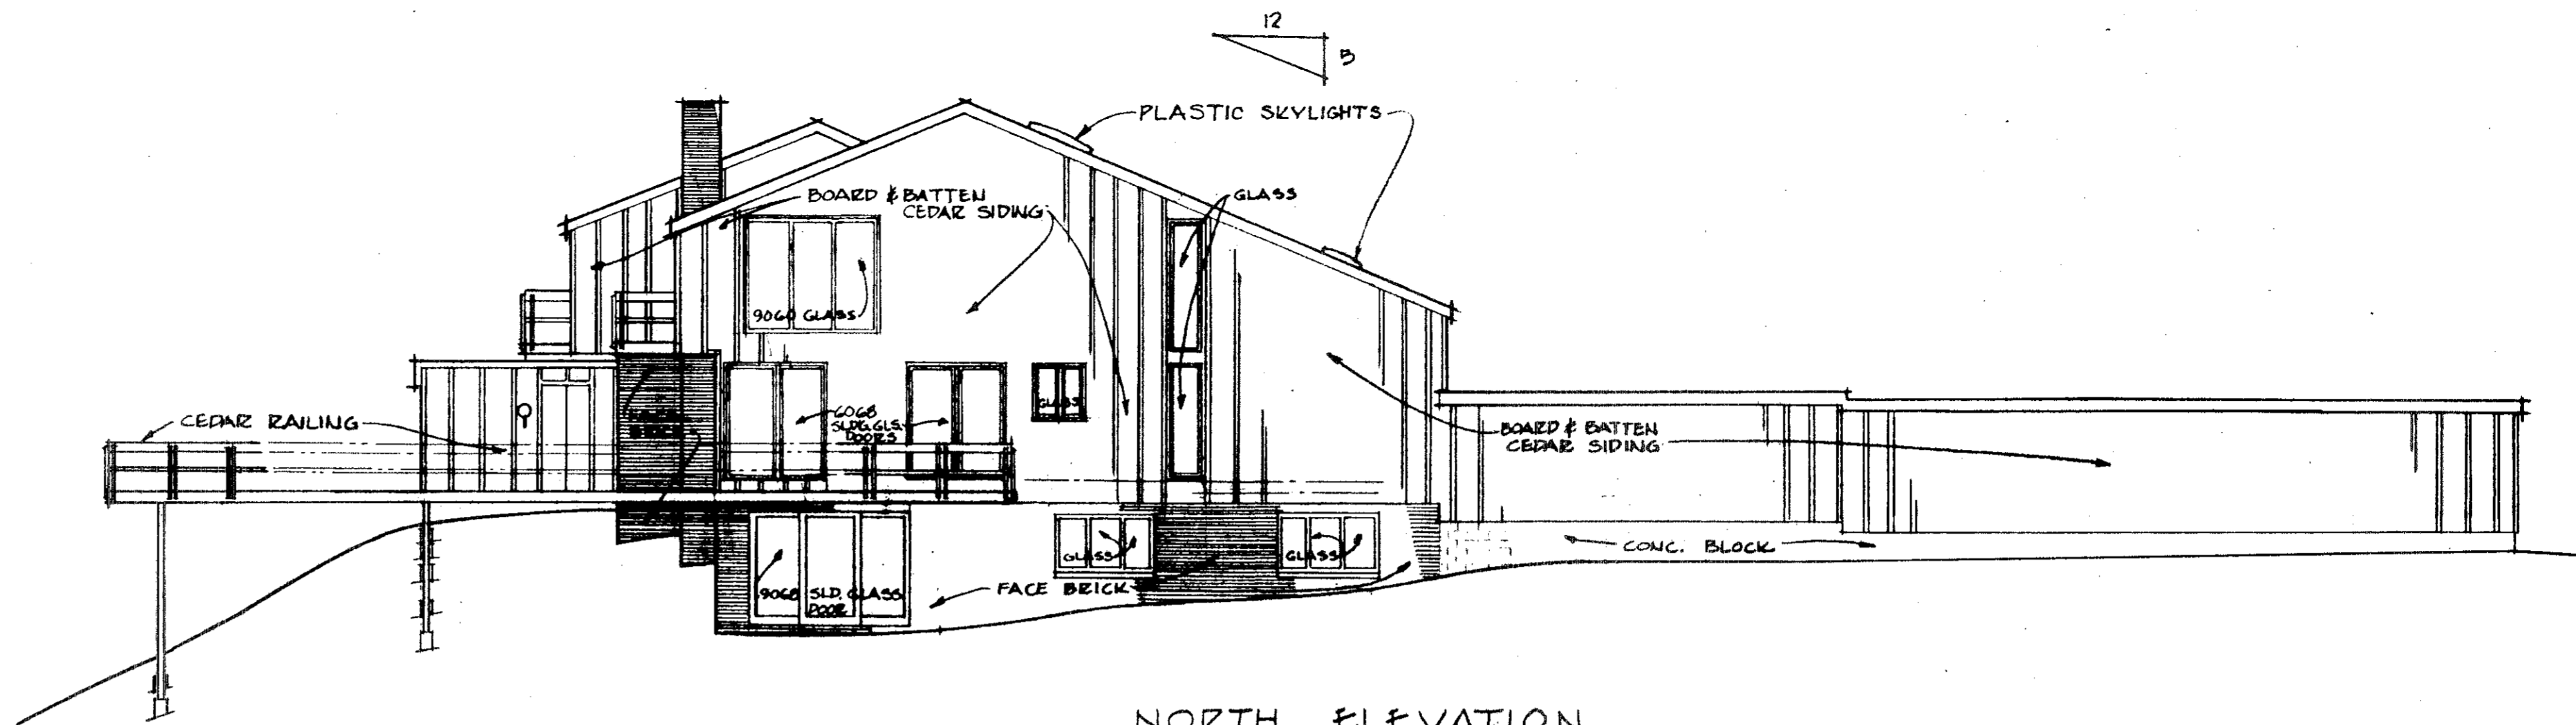 12
5
PLASTIC SKYLIGHTS
BOARD & BATTEN
CEDAR SIDING
GLASS
9060 GLASS
GLASS
6068
SLDG. GLS.
DOORS
CEDAR RAILING
BOARD & BATTEN
CEDAR SIDING
GLASS
GLASS
CONC. BLOCK
9068 SLD. GLASS
DOOR
FACE BRICK
NORTH ELEVATION